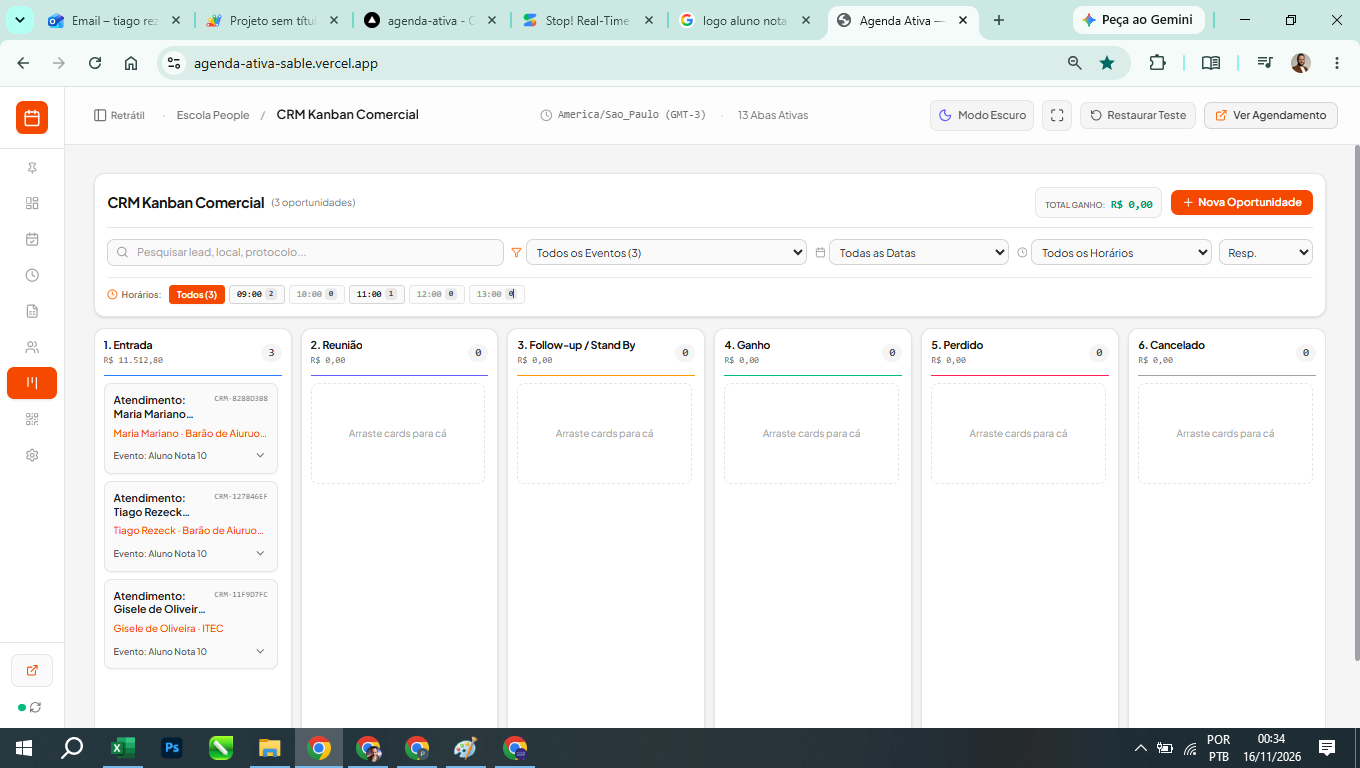 Email – tiago rez
Projeto sem títul
agenda-ativa - C
Stop! Real-Time
logo aluno nota
Agenda Ativa —
Peça ao Gemini
agenda-ativa-sable.vercel.app
Retrátil · Escola People / CRM Kanban Comercial
America/Sao_Paulo (GMT-3) · 13 Abas Ativas
Modo Escuro
Restaurar Teste
Ver Agendamento
CRM Kanban Comercial (3 oportunidades)
TOTAL GANHO: R$ 0,00
+ Nova Oportunidade
Pesquisar lead, local, protocolo...
Todos os Eventos (3)
Todas as Datas
Todos os Horários
Resp.
Horários: Todos (3) 09:00 2 10:00 0 11:00 1 12:00 0 13:00 0
1. Entrada
R$ 11.512,80
3
Atendimento: CRM-8288D3B8
Maria Mariano...
Maria Mariano · Barão de Aiuruo...
Evento: Aluno Nota 10
Atendimento: CRM-127B46EF
Tiago Rezeck...
Tiago Rezeck · Barão de Aiuruo...
Evento: Aluno Nota 10
Atendimento: CRM-11F9D7FC
Gisele de Oliveir...
Gisele de Oliveira · ITEC
Evento: Aluno Nota 10
2. Reunião
R$ 0,00
0
Arraste cards para cá
3. Follow-up / Stand By
R$ 0,00
0
Arraste cards para cá
4. Ganho
R$ 0,00
0
Arraste cards para cá
5. Perdido
R$ 0,00
0
Arraste cards para cá
6. Cancelado
R$ 0,00
0
Arraste cards para cá
Ps
POR
PTB
00:34
16/11/2026